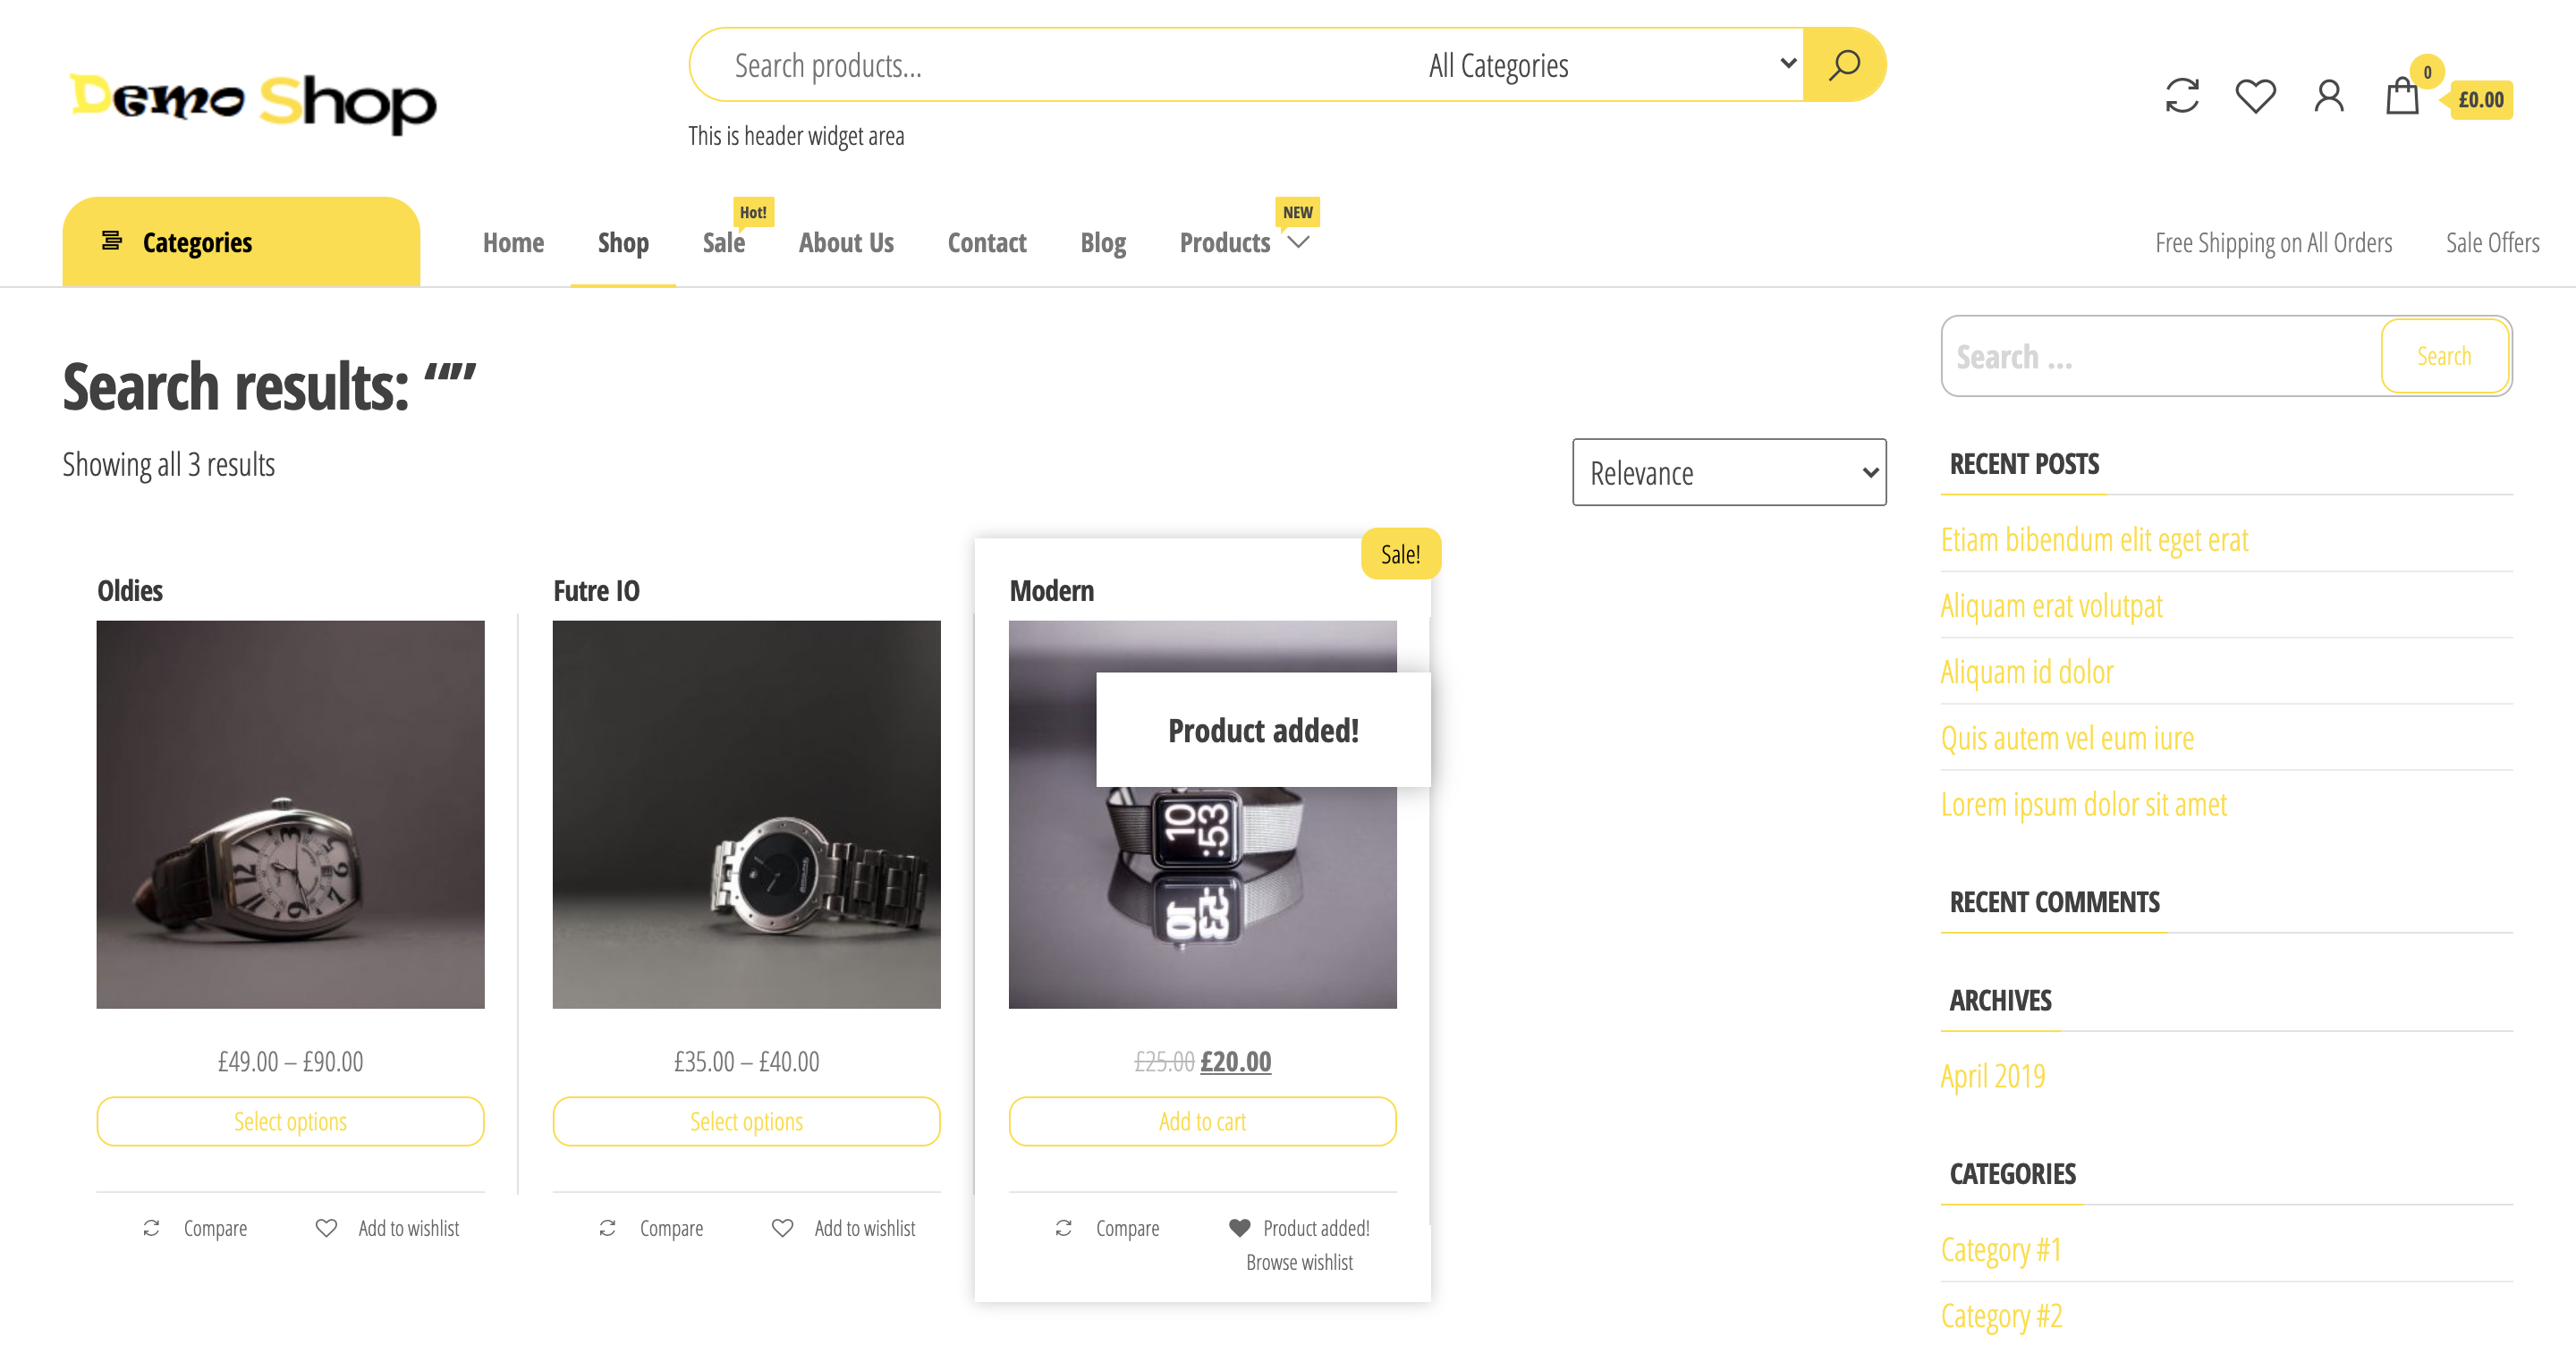 Demo Shop
Search products...
All Categories
This is header widget area
0
£0.00
Categories
Home
Shop
Sale
Hot!
About Us
Contact
Blog
Products
NEW
Free Shipping on All Orders
Sale Offers
Search results: “”
Showing all 3 results
Relevance
Oldies
£49.00 – £90.00
Select options
Compare
Add to wishlist
Futre IO
£35.00 – £40.00
Select options
Compare
Add to wishlist
Sale!
Modern
Product added!
10
:53
£25.00 £20.00
Add to cart
Compare
Product added!
Browse wishlist
Search ...
Search
RECENT POSTS
Etiam bibendum elit eget erat
Aliquam erat volutpat
Aliquam id dolor
Quis autem vel eum iure
Lorem ipsum dolor sit amet
RECENT COMMENTS
ARCHIVES
April 2019
CATEGORIES
Category #1
Category #2